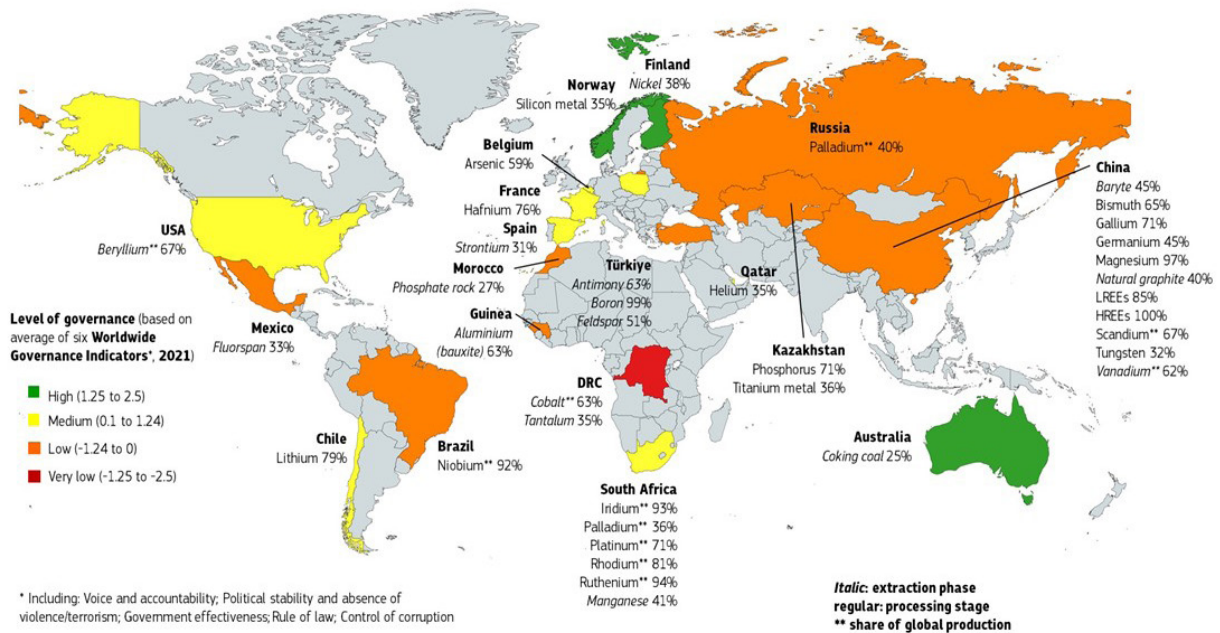 Finland
Nickel 38%
Norway
Silicon metal 35%
Belgium
Arsenic 59%
France
Hafnium 76%
Spain
Strontium 31%
Morocco
Phosphate rock 27%
Guinea
Aluminium
(bauxite) 63%
Türkiye
Antimony 63%
Boron 99%
Feldspar 51%
Qatar
Helium 35%
Russia
Palladium** 40%
China
Baryte 45%
Bismuth 65%
Gallium 71%
Germanium 45%
Magnesium 97%
Natural graphite 40%
LREEs 85%
HREEs 100%
Scandium** 67%
Tungsten 32%
Vanadium** 62%
Kazakhstan
Phosphorus 71%
Titanium metal 36%
USA
Beryllium** 67%
Mexico
Fluorspan 33%
Level of governance (based on
average of six Worldwide
Governance Indicators*, 2021)
High (1.25 to 2.5)
Medium (0.1 to 1.24)
Low (-1.24 to 0)
Very low (-1.25 to -2.5)
Chile
Lithium 79%
Brazil
Niobium** 92%
DRC
Cobalt** 63%
Tantalum 35%
Australia
Coking coal 25%
South Africa
Iridium** 93%
Palladium** 36%
Platinum** 71%
Rhodium** 81%
Ruthenium** 94%
Manganese 41%
* Including: Voice and accountability; Political stability and absence of
violence/terrorism; Government effectiveness; Rule of law; Control of corruption
Italic: extraction phase
regular: processing stage
** share of global production